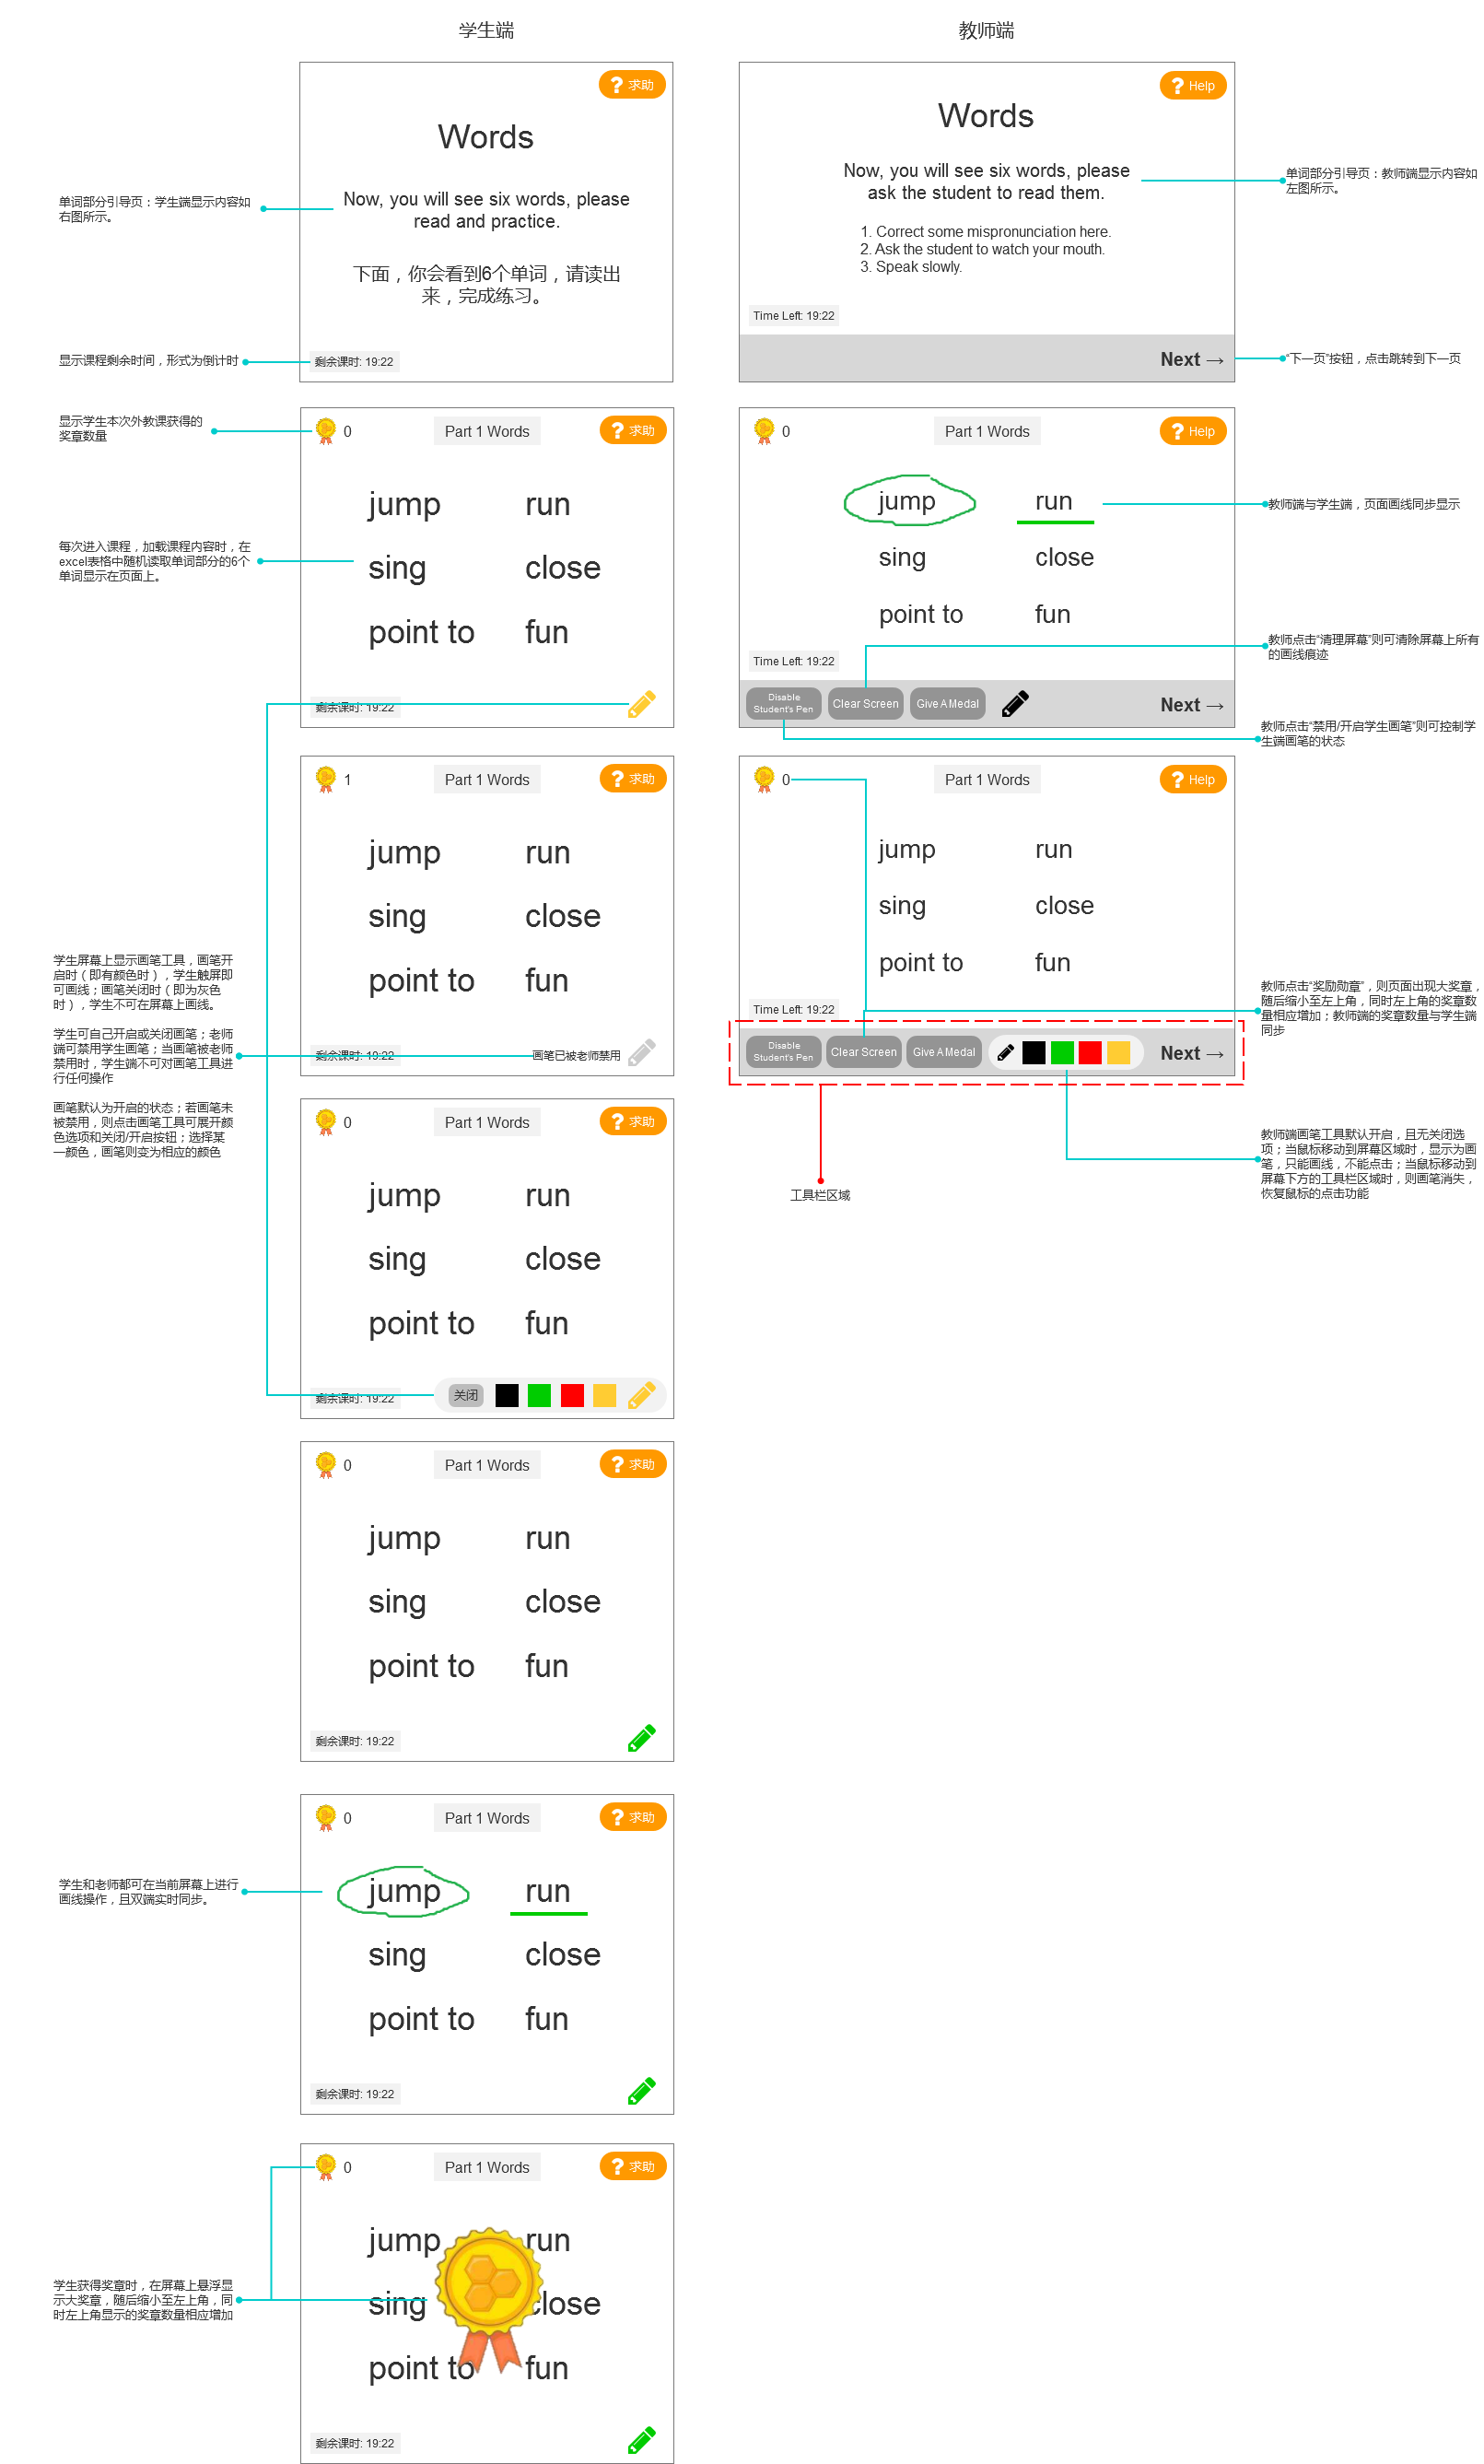 学生端
教师端
求助
Words
Now, you will see six words, please
read and practice.
下面，你会看到6个单词，请读出
来，完成练习。
剩余课时: 19:22
单词部分引导页：学生端显示内容如
右图所示。
显示课程剩余时间，形式为倒计时
Help
Words
Now, you will see six words, please
ask the student to read them.
1. Correct some mispronunciation here.
2. Ask the student to watch your mouth.
3. Speak slowly.
Time Left: 19:22
Next →
单词部分引导页：教师端显示内容如
左图所示。
“下一页”按钮，点击跳转到下一页
显示学生本次外教课获得的
奖章数量
每次进入课程，加载课程内容时，在
excel表格中随机读取单词部分的6个
单词显示在页面上。
0
Part 1 Words
求助
jump run
sing close
point to fun
剩余课时: 19:22
0
Part 1 Words
Help
jump run
sing close
point to fun
Time Left: 19:22
Disable
Student's Pen
Clear Screen
Give A Medal
Next →
教师端与学生端，页面画线同步显示
教师点击“清理屏幕”则可清除屏幕上所有
的画线痕迹
教师点击“禁用/开启学生画笔”则可控制学
生端画笔的状态
1
Part 1 Words
求助
jump run
sing close
point to fun
剩余课时: 19:22
画笔已被老师禁用
0
Part 1 Words
Help
jump run
sing close
point to fun
Time Left: 19:22
Disable
Student's Pen
Clear Screen
Give A Medal
Next →
教师点击“奖励勋章”，则页面出现大奖章，
随后缩小至左上角，同时左上角的奖章数
量相应增加；教师端的奖章数量与学生端
同步
教师端画笔工具默认开启，且无关闭选
项；当鼠标移动到屏幕区域时，显示为画
笔，只能画线，不能点击；当鼠标移动到
屏幕下方的工具栏区域时，则画笔消失，
恢复鼠标的点击功能
工具栏区域
学生屏幕上显示画笔工具，画笔开
启时（即有颜色时），学生触屏即
可画线；画笔关闭时（即为灰色
时），学生不可在屏幕上画线。
学生可自己开启或关闭画笔；老师
端可禁用学生画笔；当画笔被老师
禁用时，学生端不可对画笔工具进
行任何操作
画笔默认为开启的状态；若画笔未
被禁用，则点击画笔工具可展开颜
色选项和关闭/开启按钮；选择某
一颜色，画笔则变为相应的颜色
0
Part 1 Words
求助
jump run
sing close
point to fun
剩余课时: 19:22
关闭
0
Part 1 Words
求助
jump run
sing close
point to fun
剩余课时: 19:22
学生和老师都可在当前屏幕上进行
画线操作，且双端实时同步。
0
Part 1 Words
求助
jump run
sing close
point to fun
剩余课时: 19:22
学生获得奖章时，在屏幕上悬浮显
示大奖章，随后缩小至左上角，同
时左上角显示的奖章数量相应增加
0
Part 1 Words
求助
jump run
sing close
point to fun
剩余课时: 19:22